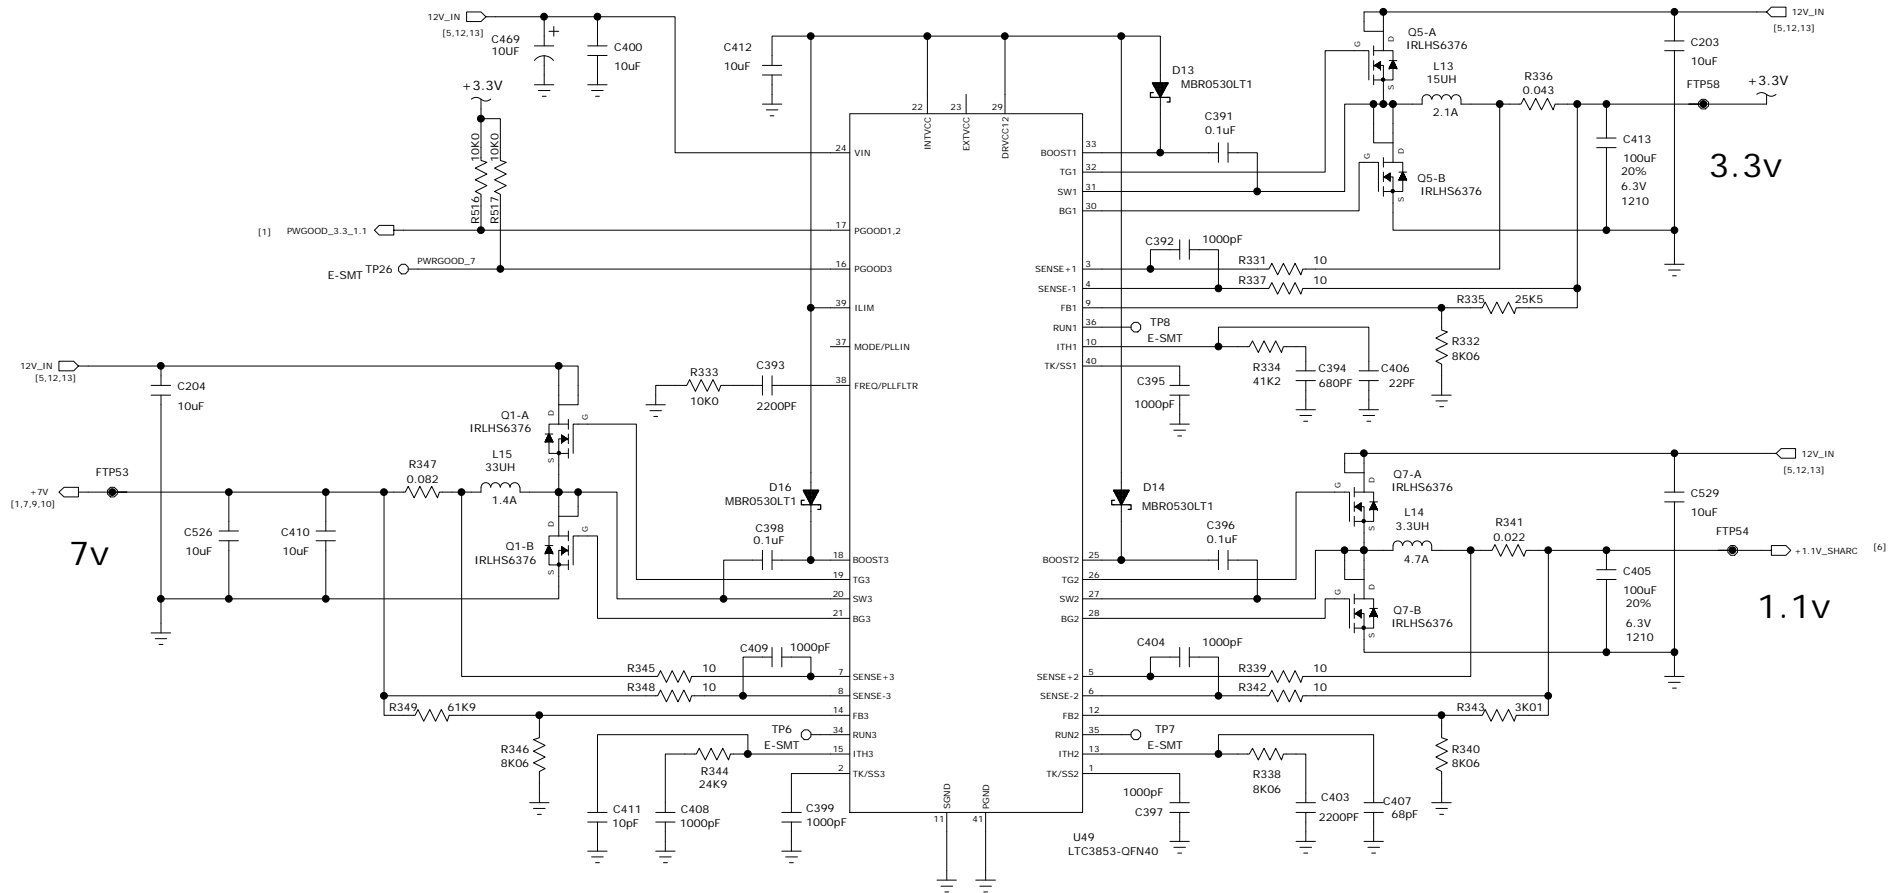 12V_IN
[5,12,13]
C469
10UF
+
C400
10uF
+3.3V
10K0
10K0
R516
R517
[1] PWGOOD_3.3_1.1
E-SMT TP26 PWRGOOD_7
C412
10uF
D13
MBR0530LT1
C391
0.1uF
22
23
29
INTVCC
EXTVCC
DRVCC12
24 VIN
17 PGOOD1,2
16 PGOOD3
39 ILIM
37 MODE/PLLIN
38 FREQ/PLLFLTR
18 BOOST3
19 TG3
20 SW3
21 BG3
7 SENSE+3
8 SENSE-3
14 FB3
34 RUN3
15 ITH3
2 TK/SS3
BOOST1 33
TG1 32
SW1 31
BG1 30
SENSE+1 3
SENSE-1 4
FB1 9
RUN1 36
ITH1 10
TK/SS1 40
BOOST2 25
TG2 26
SW2 27
BG2 28
SENSE+2 5
SENSE-2 6
FB2 12
RUN2 35
ITH2 13
TK/SS2 1
SGND
PGND
11
41
U49
LTC3853-QFN40
12V_IN
[5,12,13]
Q5-A
IRLHS6376
G
D
S
C203
10uF
L13
15UH
2.1A
R336
0.043
FTP58
+3.3V
C413
100uF
20%
6.3V
1210
3.3v
Q5-B
IRLHS6376
G
D
S
C392
1000pF
R331 10
R337 10
R335 25K5
R332
8K06
TP8
E-SMT
R334
41K2
C394
680PF
C406
22PF
C395
1000pF
12V_IN
[5,12,13]
C204
10uF
Q1-A
IRLHS6376
D
G
S
R333
10K0
C393
2200PF
L15
33UH
1.4A
R347
0.082
FTP53
+7V
[1,7,9,10]
7v
C526
10uF
C410
10uF
Q1-B
IRLHS6376
D
G
S
D16
MBR0530LT1
C398
0.1uF
D14
MBR0530LT1
C396
0.1uF
12V_IN
[5,12,13]
Q7-A
IRLHS6376
G
D
S
C529
10uF
L14
3.3UH
4.7A
R341
0.022
FTP54
+1.1V_SHARC [6]
C405
100uF
20%
6.3V
1210
1.1v
Q7-B
IRLHS6376
G
D
S
C409
1000pF
R345 10
R348 10
R349 61K9
R346
8K06
TP6
E-SMT
R344
24K9
C411
10pF
C408
1000pF
C399
1000pF
C404
1000pF
R339 10
R342 10
R343 3K01
R340
8K06
TP7
E-SMT
R338
8K06
1000pF
C397
C403
2200PF
C407
68pF